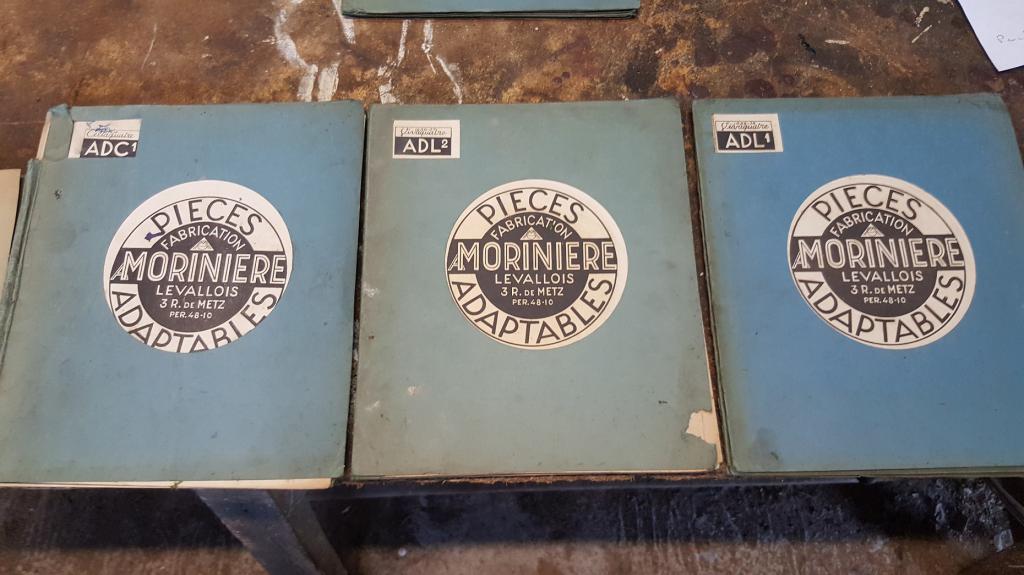 ADC1
PIECES
FABRICATION
MORINIERE
LEVALLOIS
3 R. DE METZ
PER. 48-10
ADAPTABLES
ADL2
PIECES
FABRICATION
MORINIERE
LEVALLOIS
3 R. DE METZ
PER. 48-10
ADAPTABLES
ADL1
PIECES
FABRICATION
MORINIERE
LEVALLOIS
3 R. DE METZ
PER. 48-10
ADAPTABLES